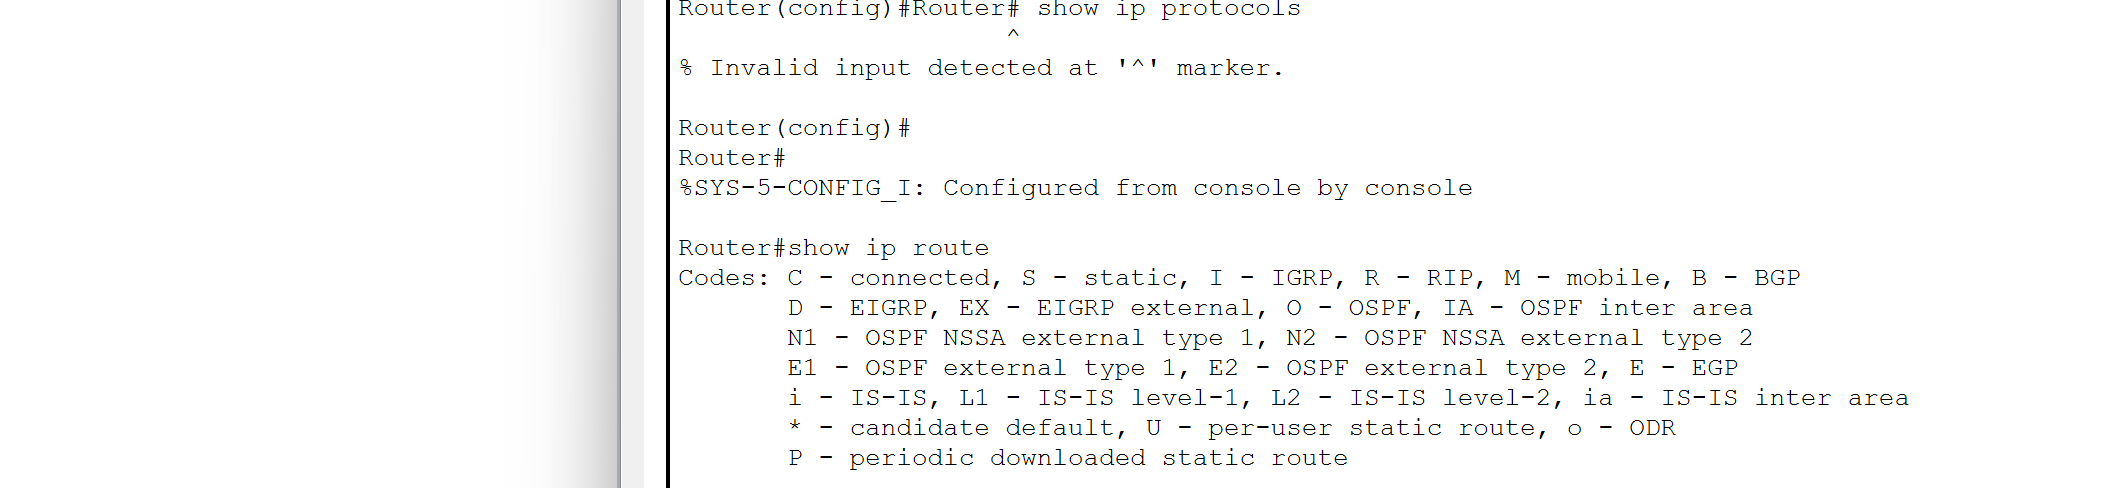 Router(config)#Router# show ip protocols
^
% Invalid input detected at '^' marker.
Router(config)#
Router#
%SYS-5-CONFIG_I: Configured from console by console
Router#show ip route
Codes: C - connected, S - static, I - IGRP, R - RIP, M - mobile, B - BGP
D - EIGRP, EX - EIGRP external, O - OSPF, IA - OSPF inter area
N1 - OSPF NSSA external type 1, N2 - OSPF NSSA external type 2
E1 - OSPF external type 1, E2 - OSPF external type 2, E - EGP
i - IS-IS, L1 - IS-IS level-1, L2 - IS-IS level-2, ia - IS-IS inter area
* - candidate default, U - per-user static route, o - ODR
P - periodic downloaded static route